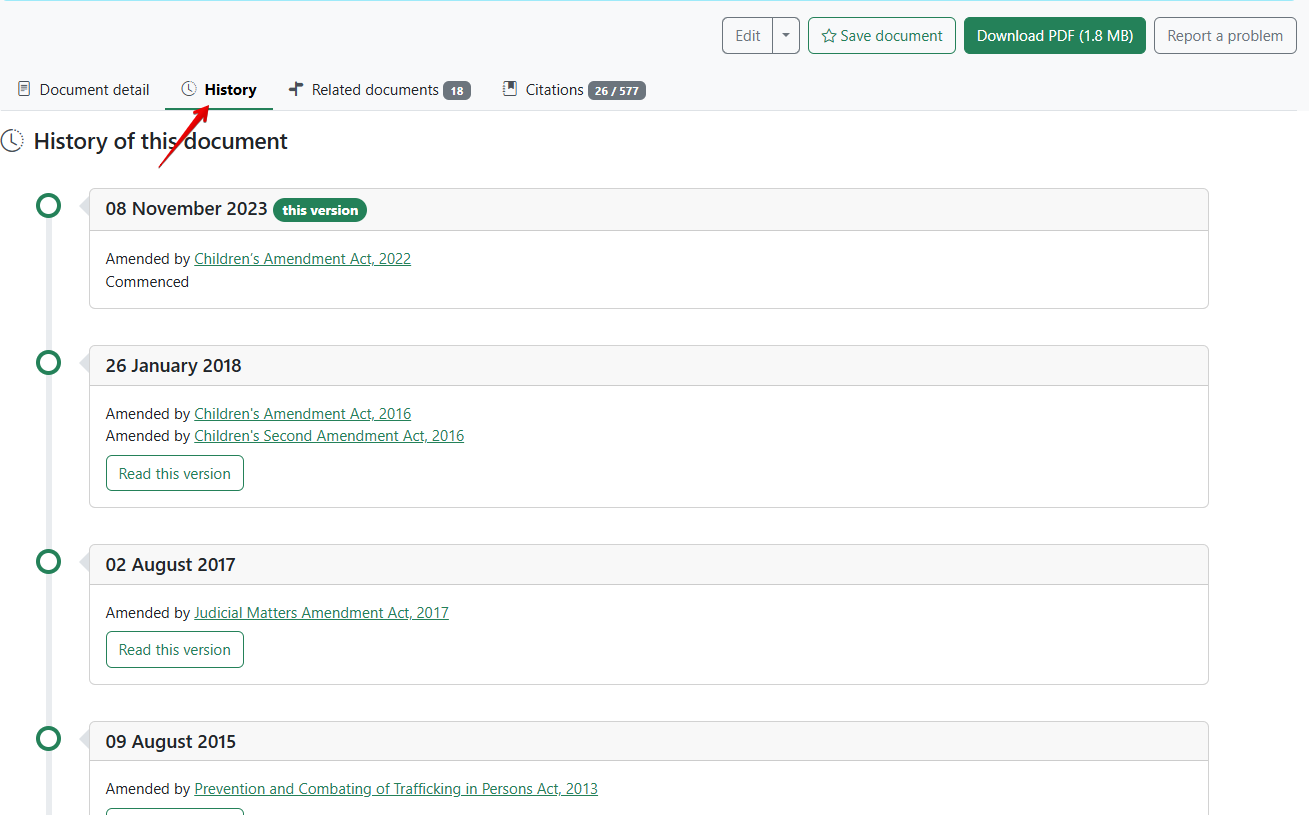 Edit
Save document
Download PDF (1.8 MB)
Report a problem
Document detail
History
Related documents 18
Citations 26 / 577
History of this document
08 November 2023 this version
Amended by Children’s Amendment Act, 2022
Commenced
26 January 2018
Amended by Children's Amendment Act, 2016
Amended by Children's Second Amendment Act, 2016
Read this version
02 August 2017
Amended by Judicial Matters Amendment Act, 2017
Read this version
09 August 2015
Amended by Prevention and Combating of Trafficking in Persons Act, 2013